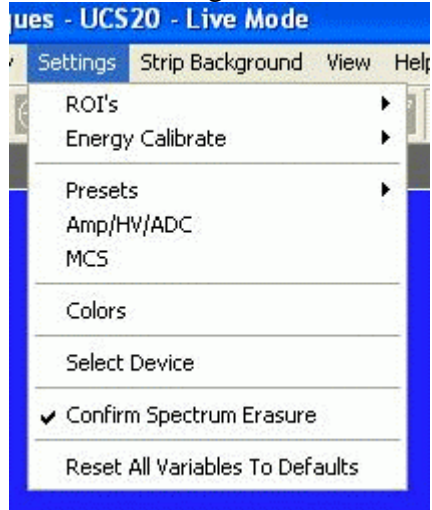 ques - UCS20 - Live Mode
Settings Strip Background View Help
ROI's
Energy Calibrate
Presets
Amp/HV/ADC
MCS
Colors
Select Device
Confirm Spectrum Erasure
Reset All Variables To Defaults